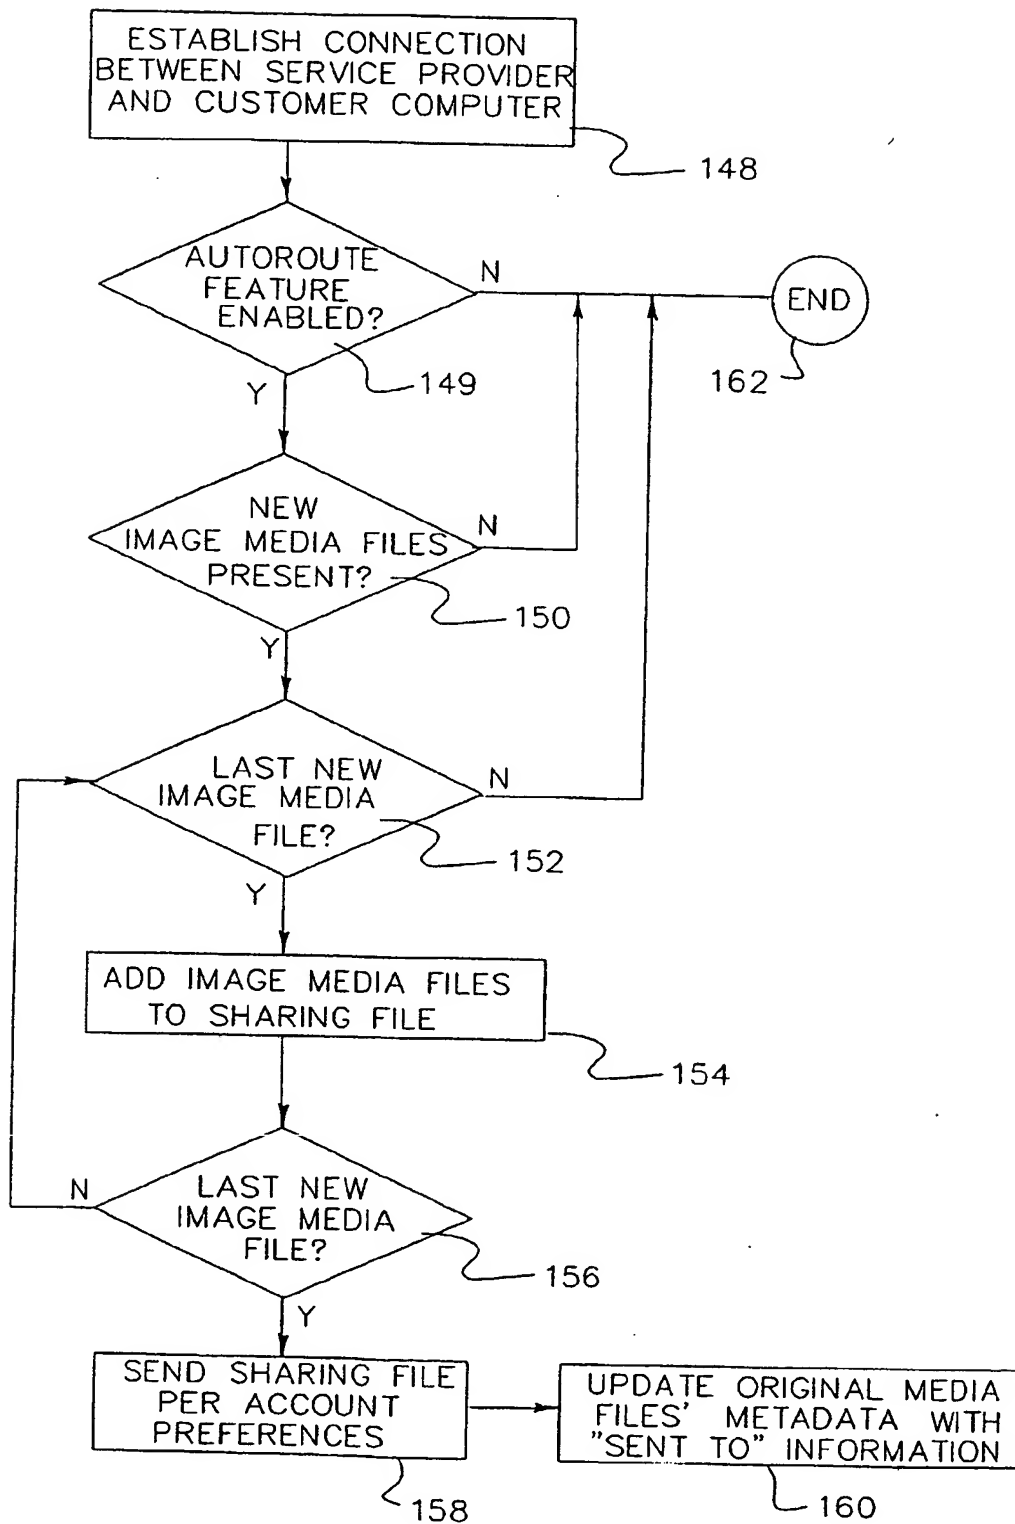 ESTABLISH CONNECTION
BETWEEN SERVICE PROVIDER
AND CUSTOMER COMPUTER
148
AUTOROUTE
FEATURE
ENABLED?
N
END
149
162
Y
NEW
IMAGE MEDIA FILES
PRESENT?
N
150
Y
LAST NEW
IMAGE MEDIA
FILE?
N
152
Y
ADD IMAGE MEDIA FILES
TO SHARING FILE
154
LAST NEW
IMAGE MEDIA
FILE?
N
156
Y
SEND SHARING FILE
PER ACCOUNT
PREFERENCES
158
UPDATE ORIGINAL MEDIA
FILES' METADATA WITH
"SENT TO" INFORMATION
160